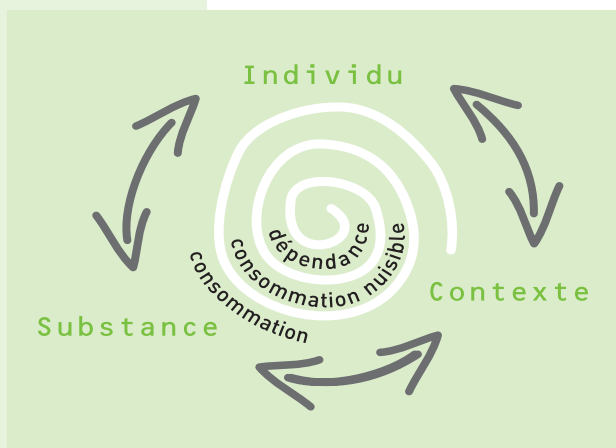 Individu
dépendance
consommation nuisible
consommation
Contexte
Substance